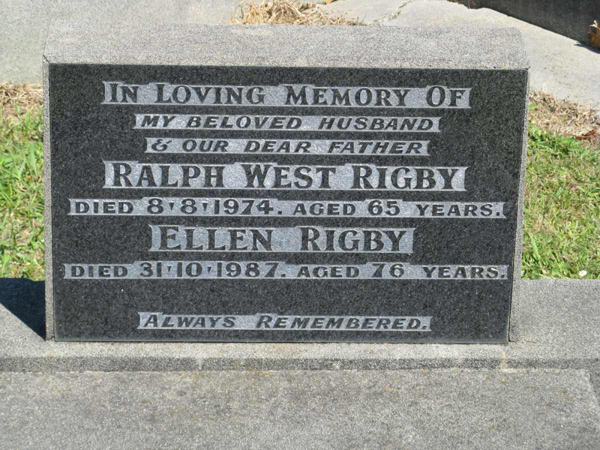 IN LOVING MEMORY OF
MY BELOVED HUSBAND
& OUR DEAR FATHER
RALPH WEST RIGBY
DIED 8·8·1974. AGED 65 YEARS.
ELLEN RIGBY
DIED 31·10·1987. AGED 76 YEARS.
ALWAYS REMEMBERED.